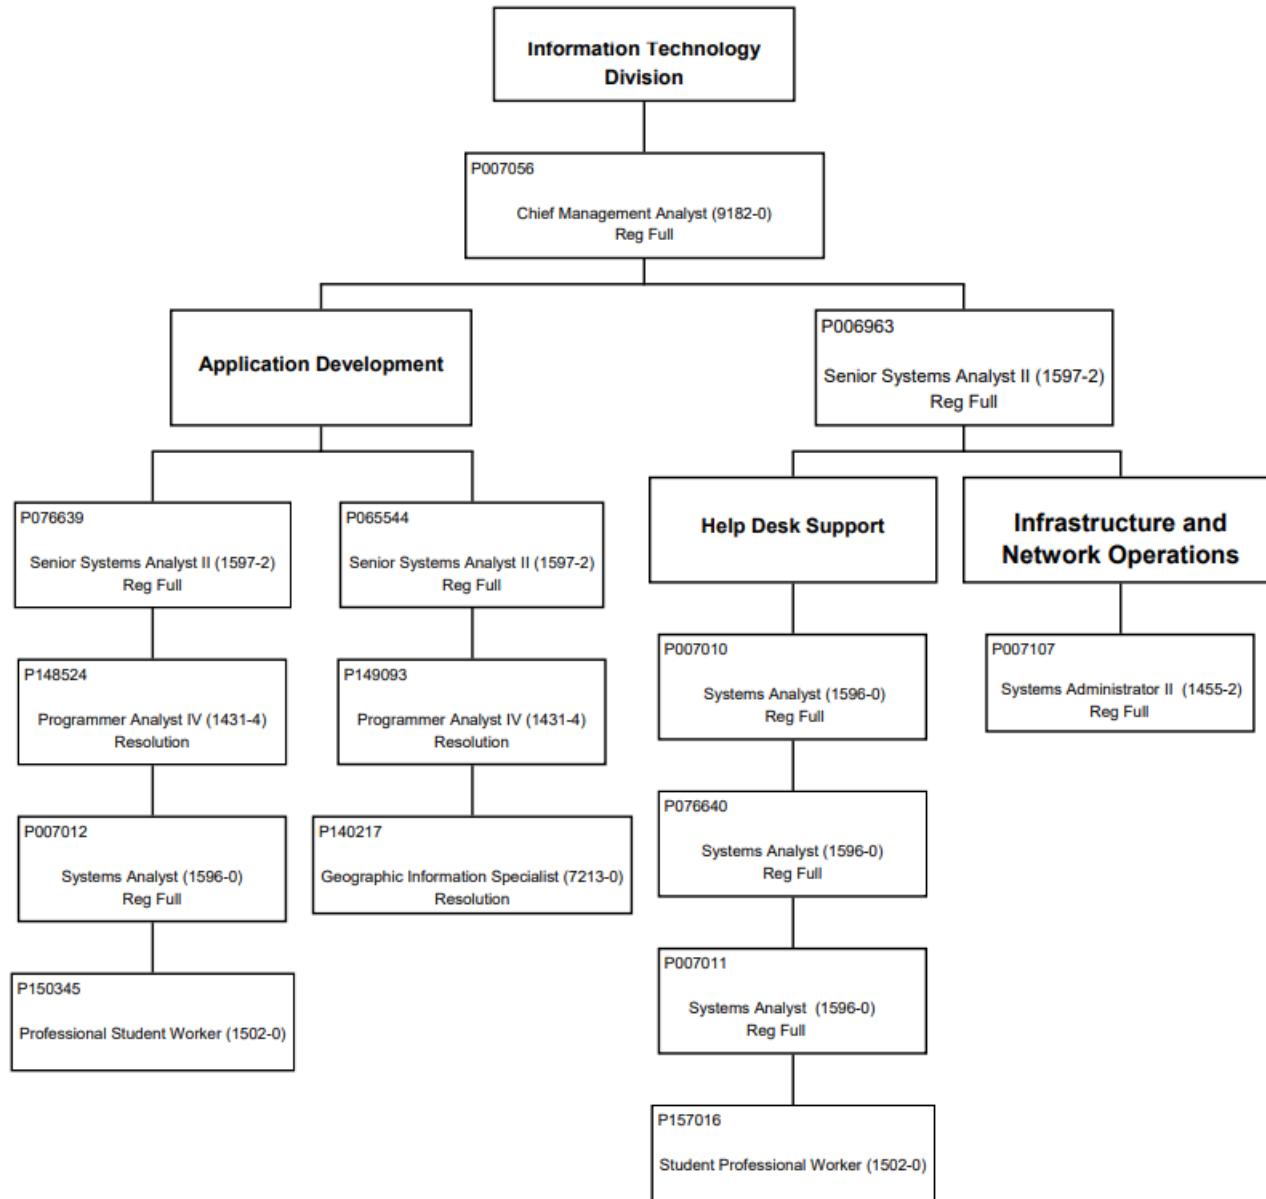 Information Technology
Division
P007056
Chief Management Analyst (9182-0)
Reg Full
Application Development
P006963
Senior Systems Analyst II (1597-2)
Reg Full
P076639
Senior Systems Analyst II (1597-2)
Reg Full
P065544
Senior Systems Analyst II (1597-2)
Reg Full
Help Desk Support
Infrastructure and
Network Operations
P148524
Programmer Analyst IV (1431-4)
Resolution
P149093
Programmer Analyst IV (1431-4)
Resolution
P007010
Systems Analyst (1596-0)
Reg Full
P007107
Systems Administrator II  (1455-2)
Reg Full
P007012
Systems Analyst (1596-0)
Reg Full
P140217
Geographic Information Specialist (7213-0)
Resolution
P076640
Systems Analyst (1596-0)
Reg Full
P150345
Professional Student Worker (1502-0)
P007011
Systems Analyst  (1596-0)
Reg Full
P157016
Student Professional Worker (1502-0)